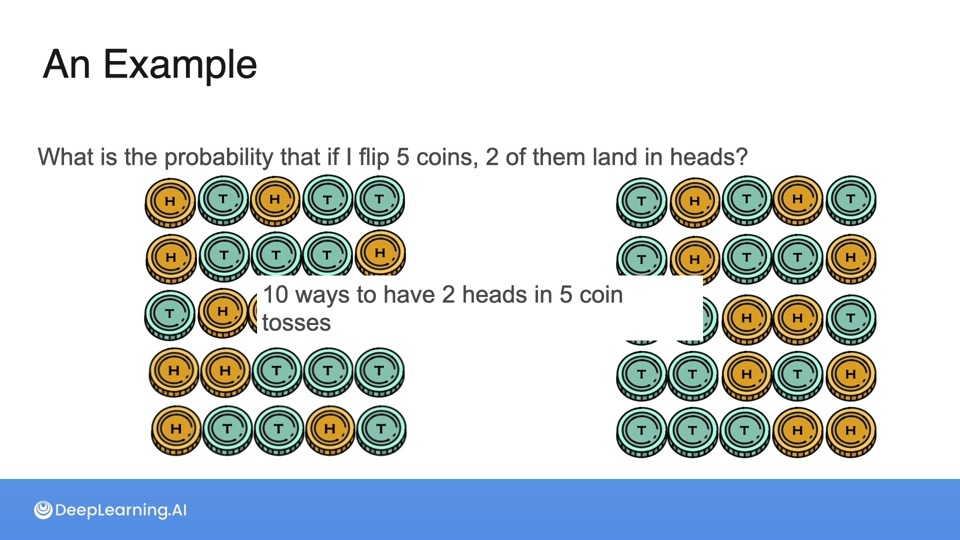 An Example
What is the probability that if I flip 5 coins, 2 of them land in heads?
H T H T T
T H T H T
H T T T H
T H T T H
10 ways to have 2 heads in 5 coin
tosses
T H
H H T
H H T T T
T T H T H
H T T H T
T T T H H
DeepLearning.AI